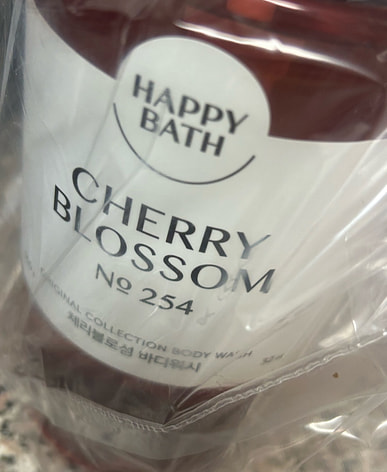 HAPPY
BATH
CHERRY
BLOSSOM
No 254
ORIGINAL COLLECTION BODY WASH
체리블로섬 바디워시